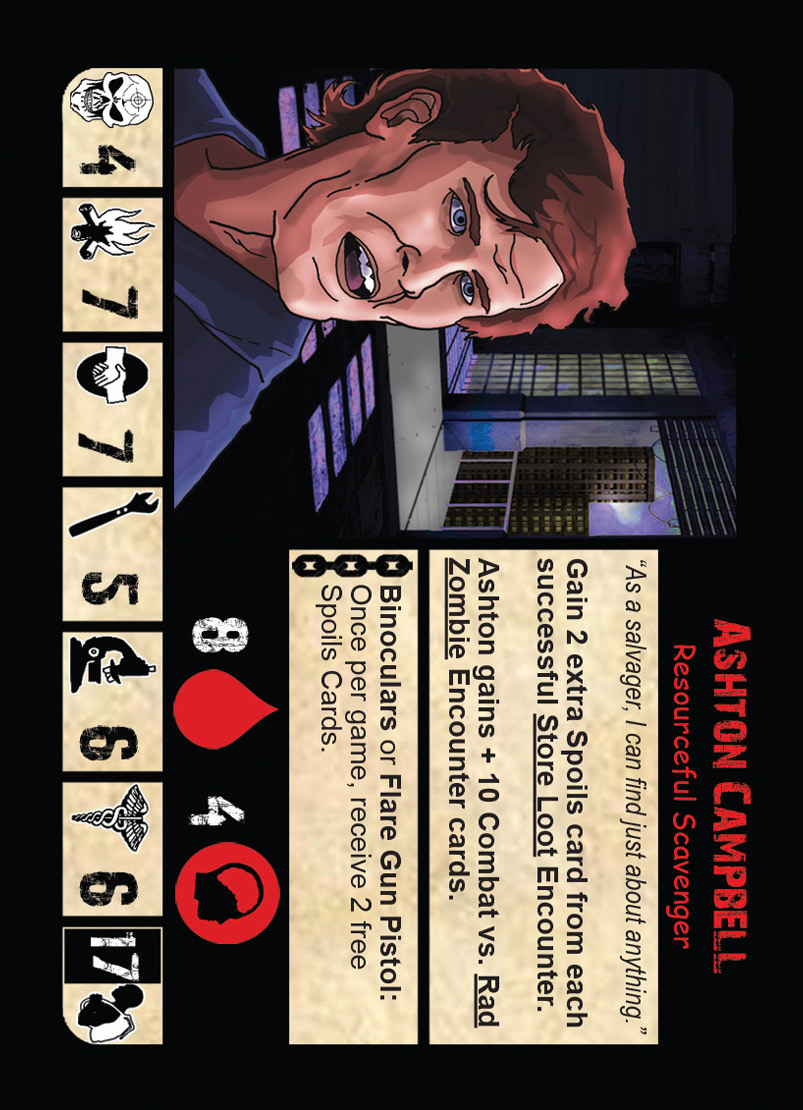 ASHTON CAMPBELL
Resourceful Scavenger
"As a salvager, I can find just about anything."
Gain 2 extra Spoils card from each
successful Store Loot Encounter.
Ashton gains + 10 Combat vs. Rad
Zombie Encounter cards.
Binoculars or Flare Gun Pistol:
Once per game, receive 2 free
Spoils Cards.
8 4
4 7 7 5 6 6 17